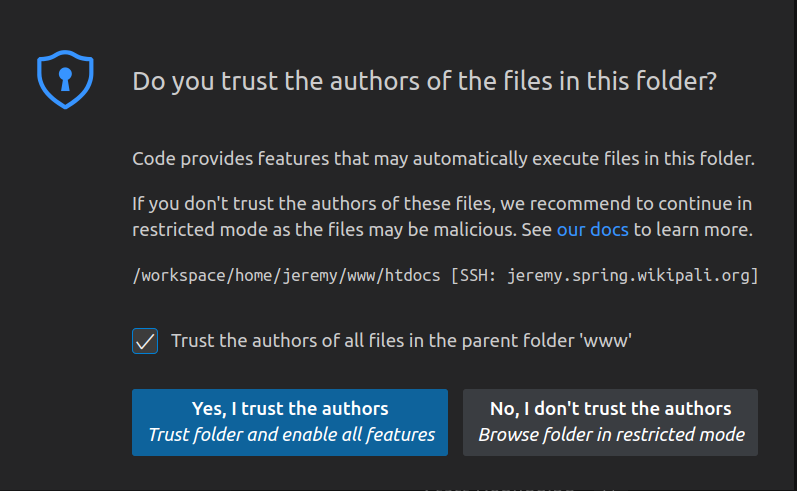 Do you trust the authors of the files in this folder?
Code provides features that may automatically execute files in this folder.
If you don't trust the authors of these files, we recommend to continue in
restricted mode as the files may be malicious. See our docs to learn more.
/workspace/home/jeremy/www/htdocs [SSH: jeremy.spring.wikipali.org]
Trust the authors of all files in the parent folder 'www'
Yes, I trust the authors
Trust folder and enable all features
No, I don't trust the authors
Browse folder in restricted mode